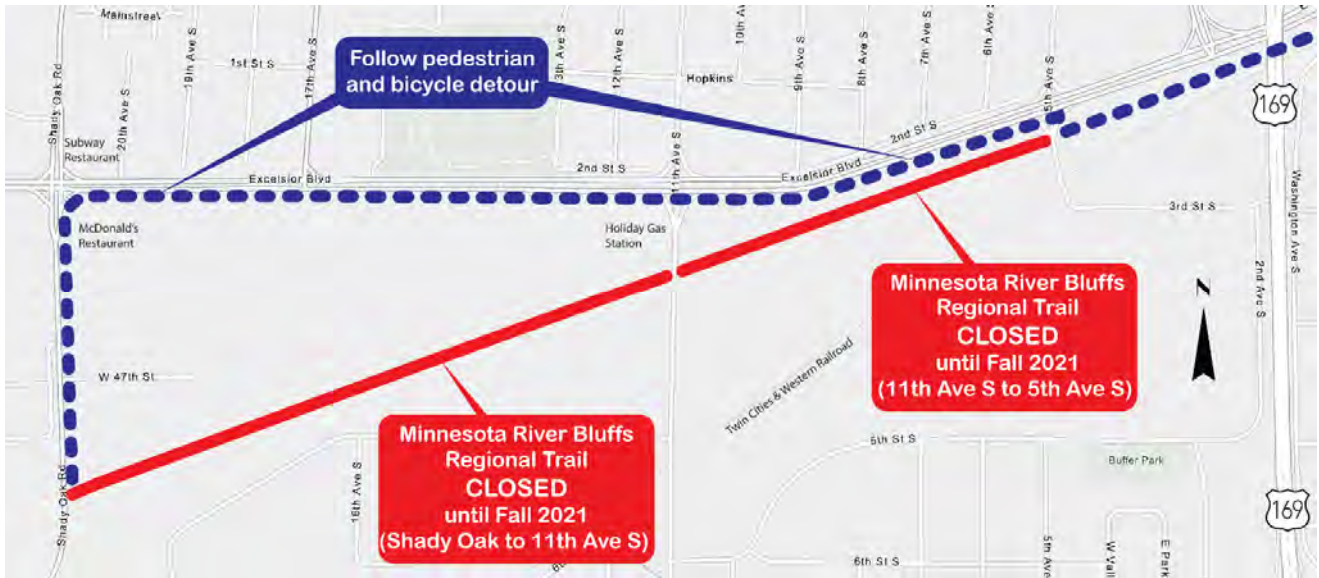 Mainstreet
Shady Oak Rd
20th Ave S
19th Ave S
1st St S
17th Ave S
Follow pedestrian
and bicycle detour
12th Ave S
10th Ave
Hopkins
9th Ave S
8th Ave S
7th Ave S
6th Ave S
5th Ave S
169
Subway
Restaurant
Excelsior Blvd
2nd St S
11th Ave S
Excelsior Blvd
2nd St S
McDonald's
Restaurant
Holiday Gas
Station
3rd St S
Washington Ave S
2nd Ave S
N
Minnesota River Bluffs
Regional Trail
CLOSED
until Fall 2021
(11th Ave S to 5th Ave S)
W 47th St
Twin Cities & Western Railroad
Minnesota River Bluffs
Regional Trail
CLOSED
until Fall 2021
(Shady Oak to 11th Ave S)
Shady Oak Rd
16th Ave S
5th St S
Buffer Park
169
5th Ave
W Wall
E Park
6th St S